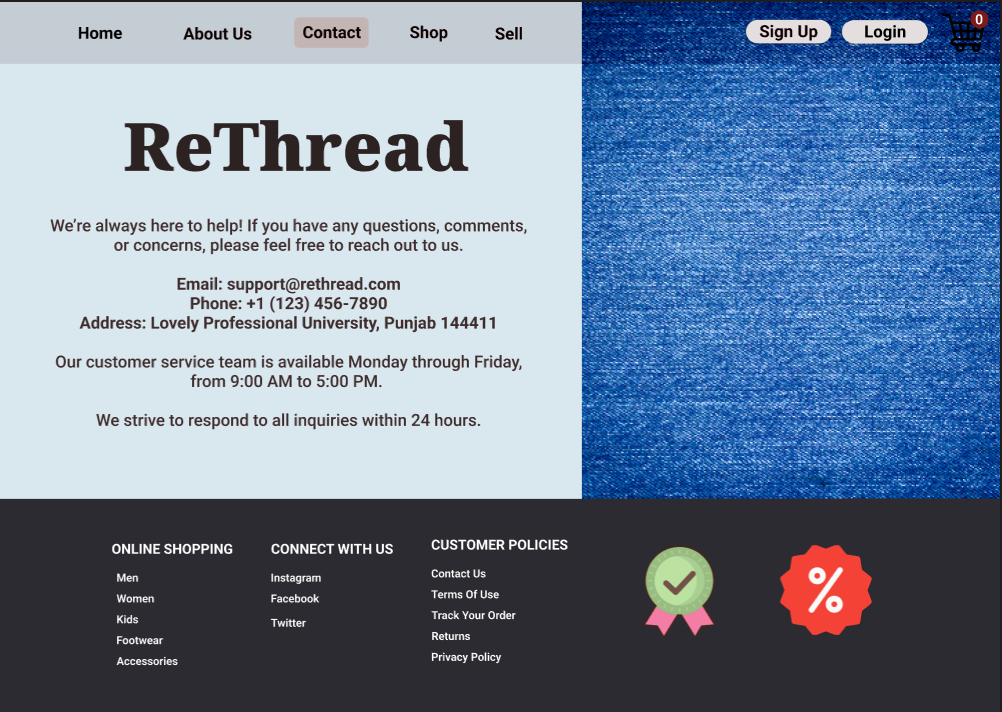 Home About Us Contact Shop Sell Sign Up Login 0
ReThread
We’re always here to help! If you have any questions, comments,
or concerns, please feel free to reach out to us.
Email: support@rethread.com
Phone: +1 (123) 456-7890
Address: Lovely Professional University, Punjab 144411
Our customer service team is available Monday through Friday,
from 9:00 AM to 5:00 PM.
We strive to respond to all inquiries within 24 hours.
ONLINE SHOPPING
Men
Women
Kids
Footwear
Accessories
CONNECT WITH US
Instagram
Facebook
Twitter
CUSTOMER POLICIES
Contact Us
Terms Of Use
Track Your Order
Returns
Privacy Policy
%